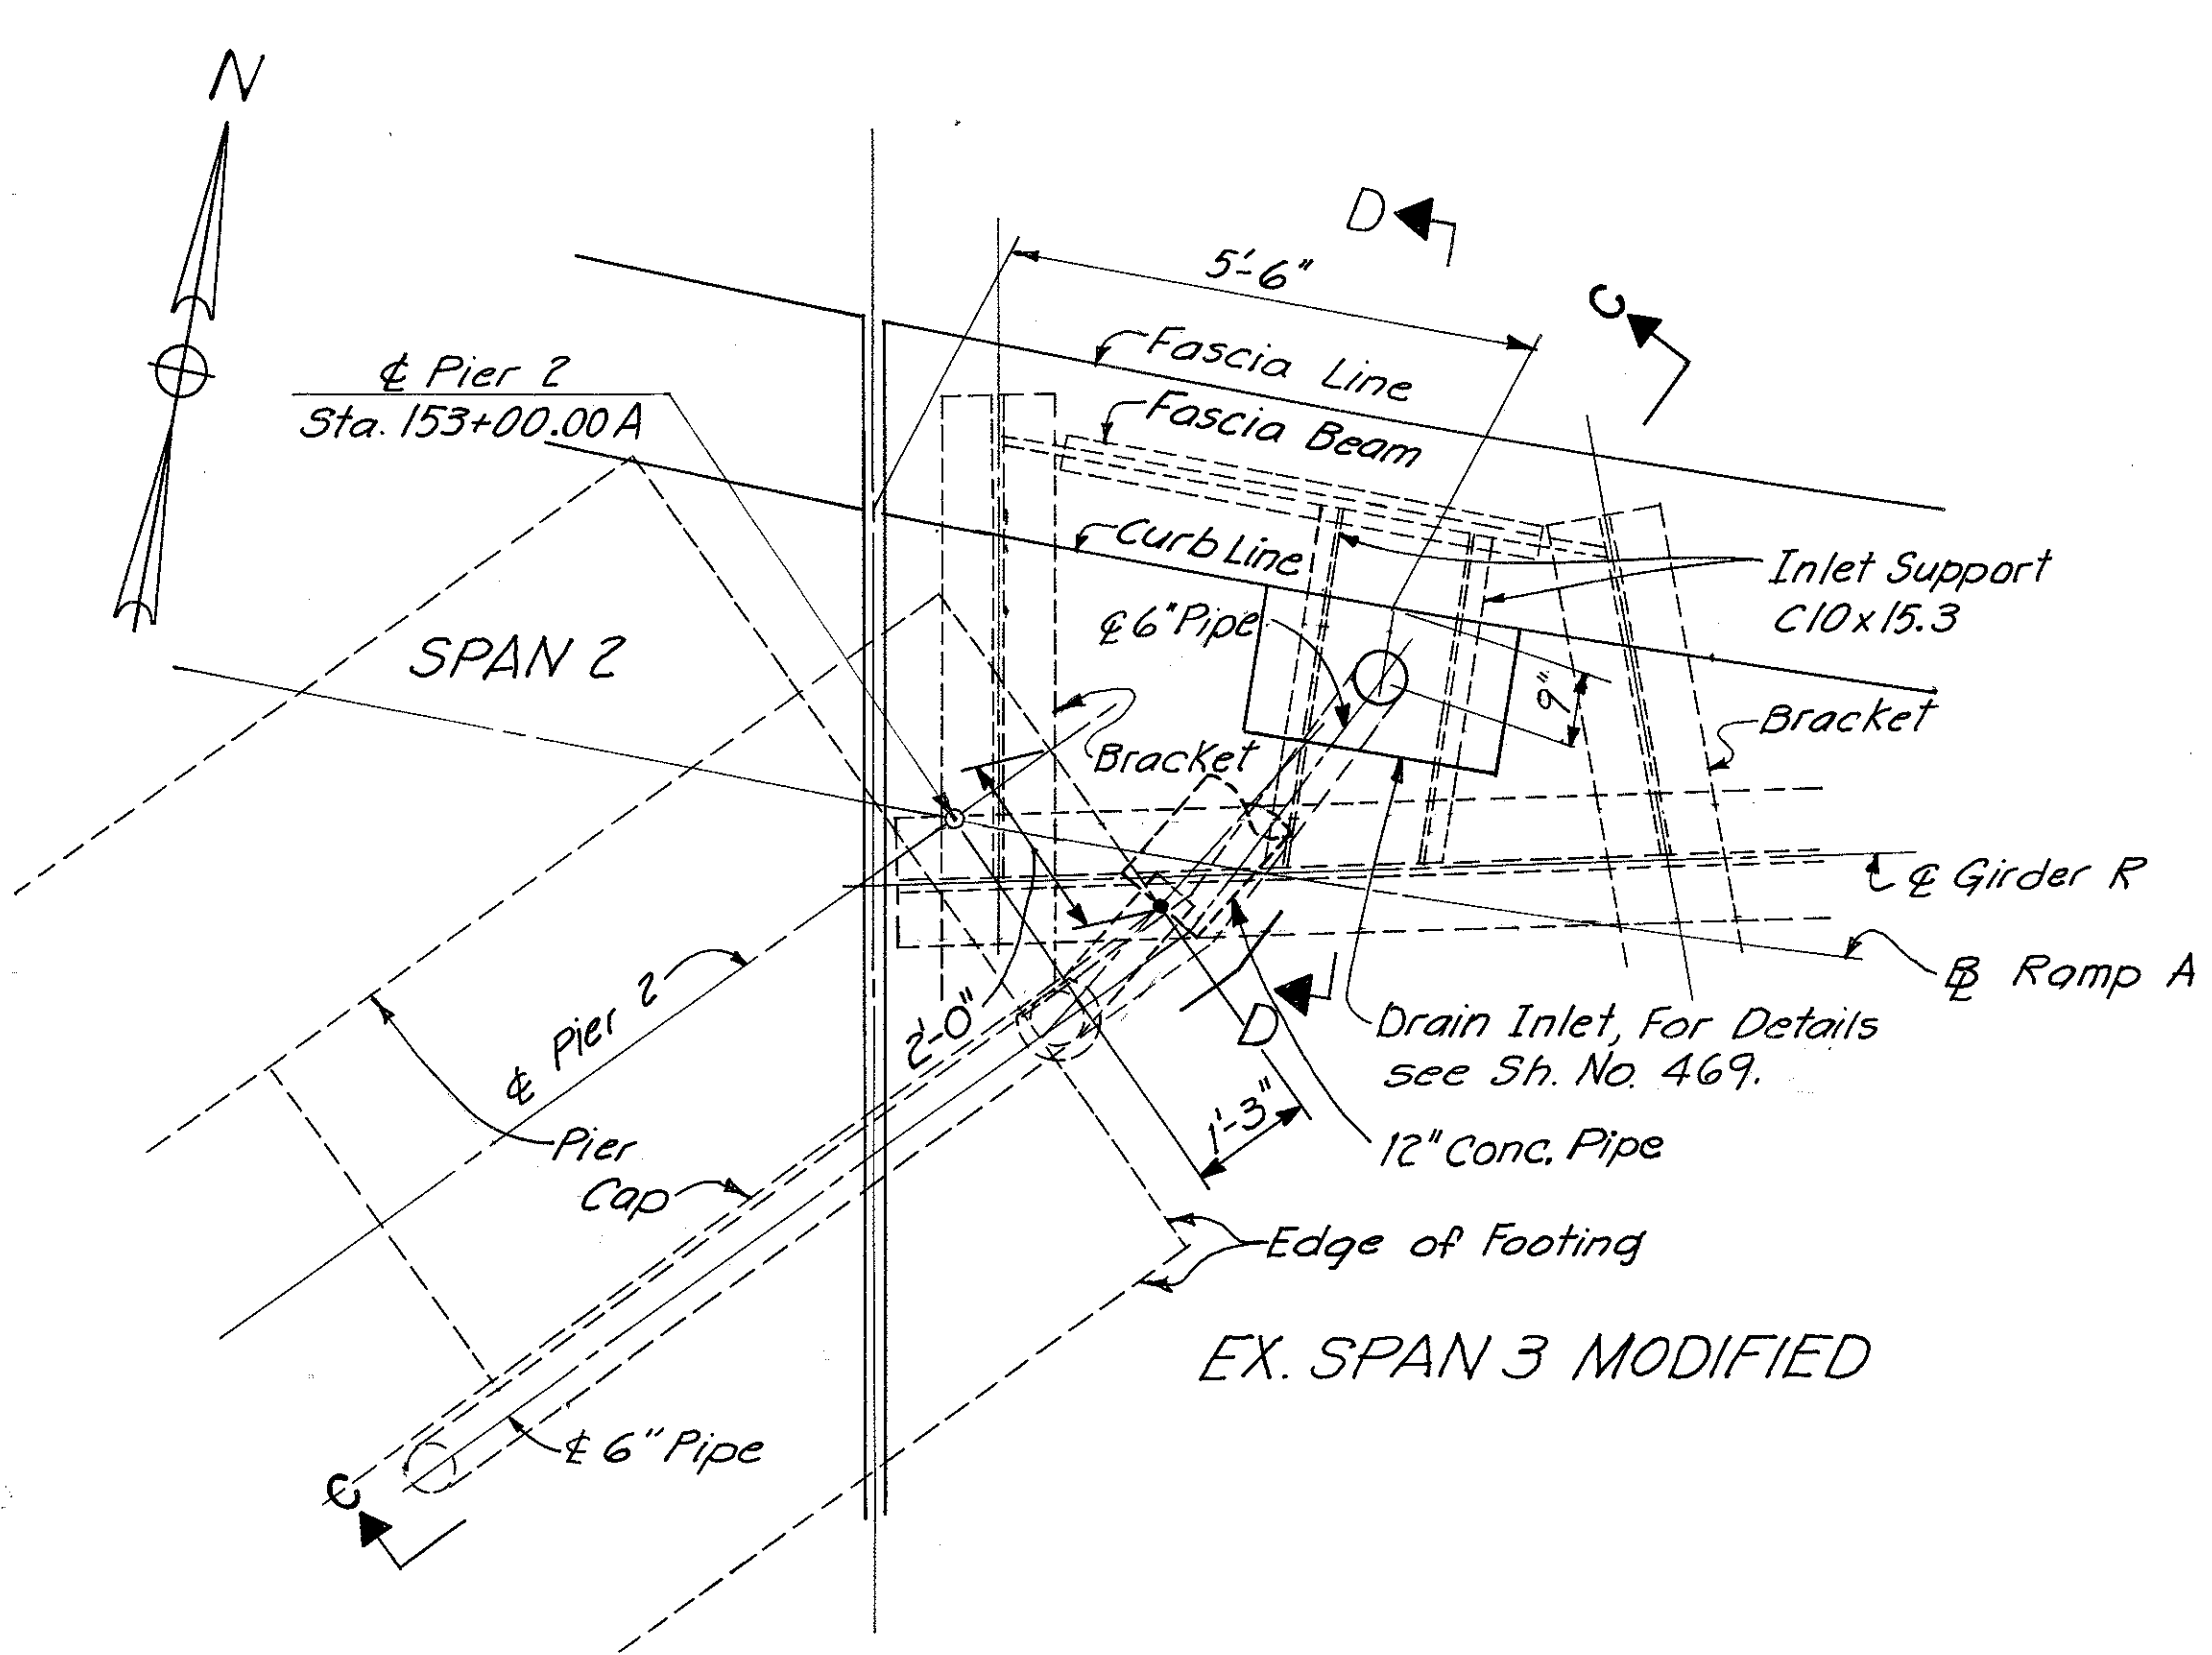 N
D
5'-6"
C
℄ Pier 2
Sta. 153+00.00 A
Fascia Line
Fascia Beam
Curb Line
Inlet Support
C10x15.3
℄ 6" Pipe
SPAN 2
9"
Bracket
Bracket
℄ Girder R
℄ Pier 2
2'-0"
D
Drain Inlet, For Details
see Sh. No. 469.
Ramp A
1'-3"
12" Conc. Pipe
Pier
Cap
Edge of Footing
EX. SPAN 3 MODIFIED
℄ 6" Pipe
C